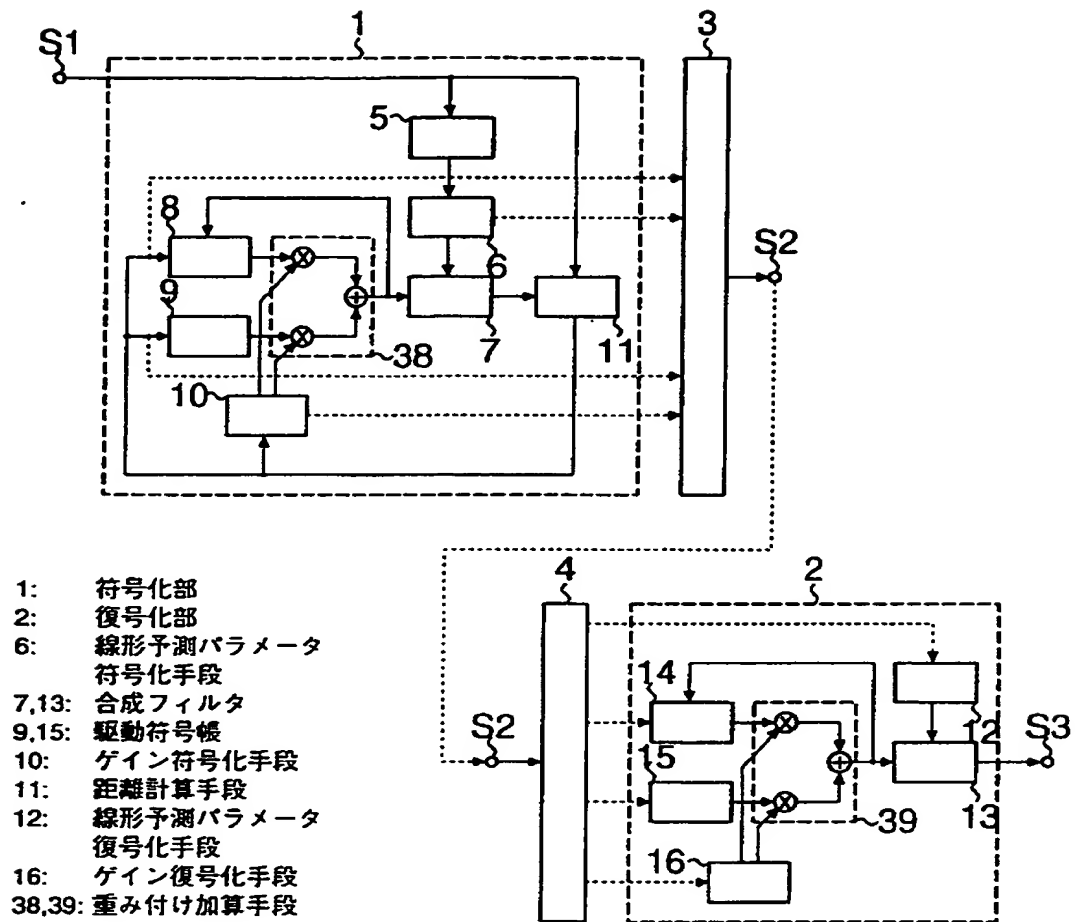 1
3
S1
5
8
6
S2
9
7
11
38
10
4
2
1: 符号化部
2: 復号化部
6: 線形予測パラメータ
符号化手段
7,13: 合成フィルタ
9,15: 駆動符号帳
10: ゲイン符号化手段
11: 距離計算手段
12: 線形予測パラメータ
復号化手段
16: ゲイン復号化手段
38,39: 重み付け加算手段
14
12
S2
S3
15
13
39
16